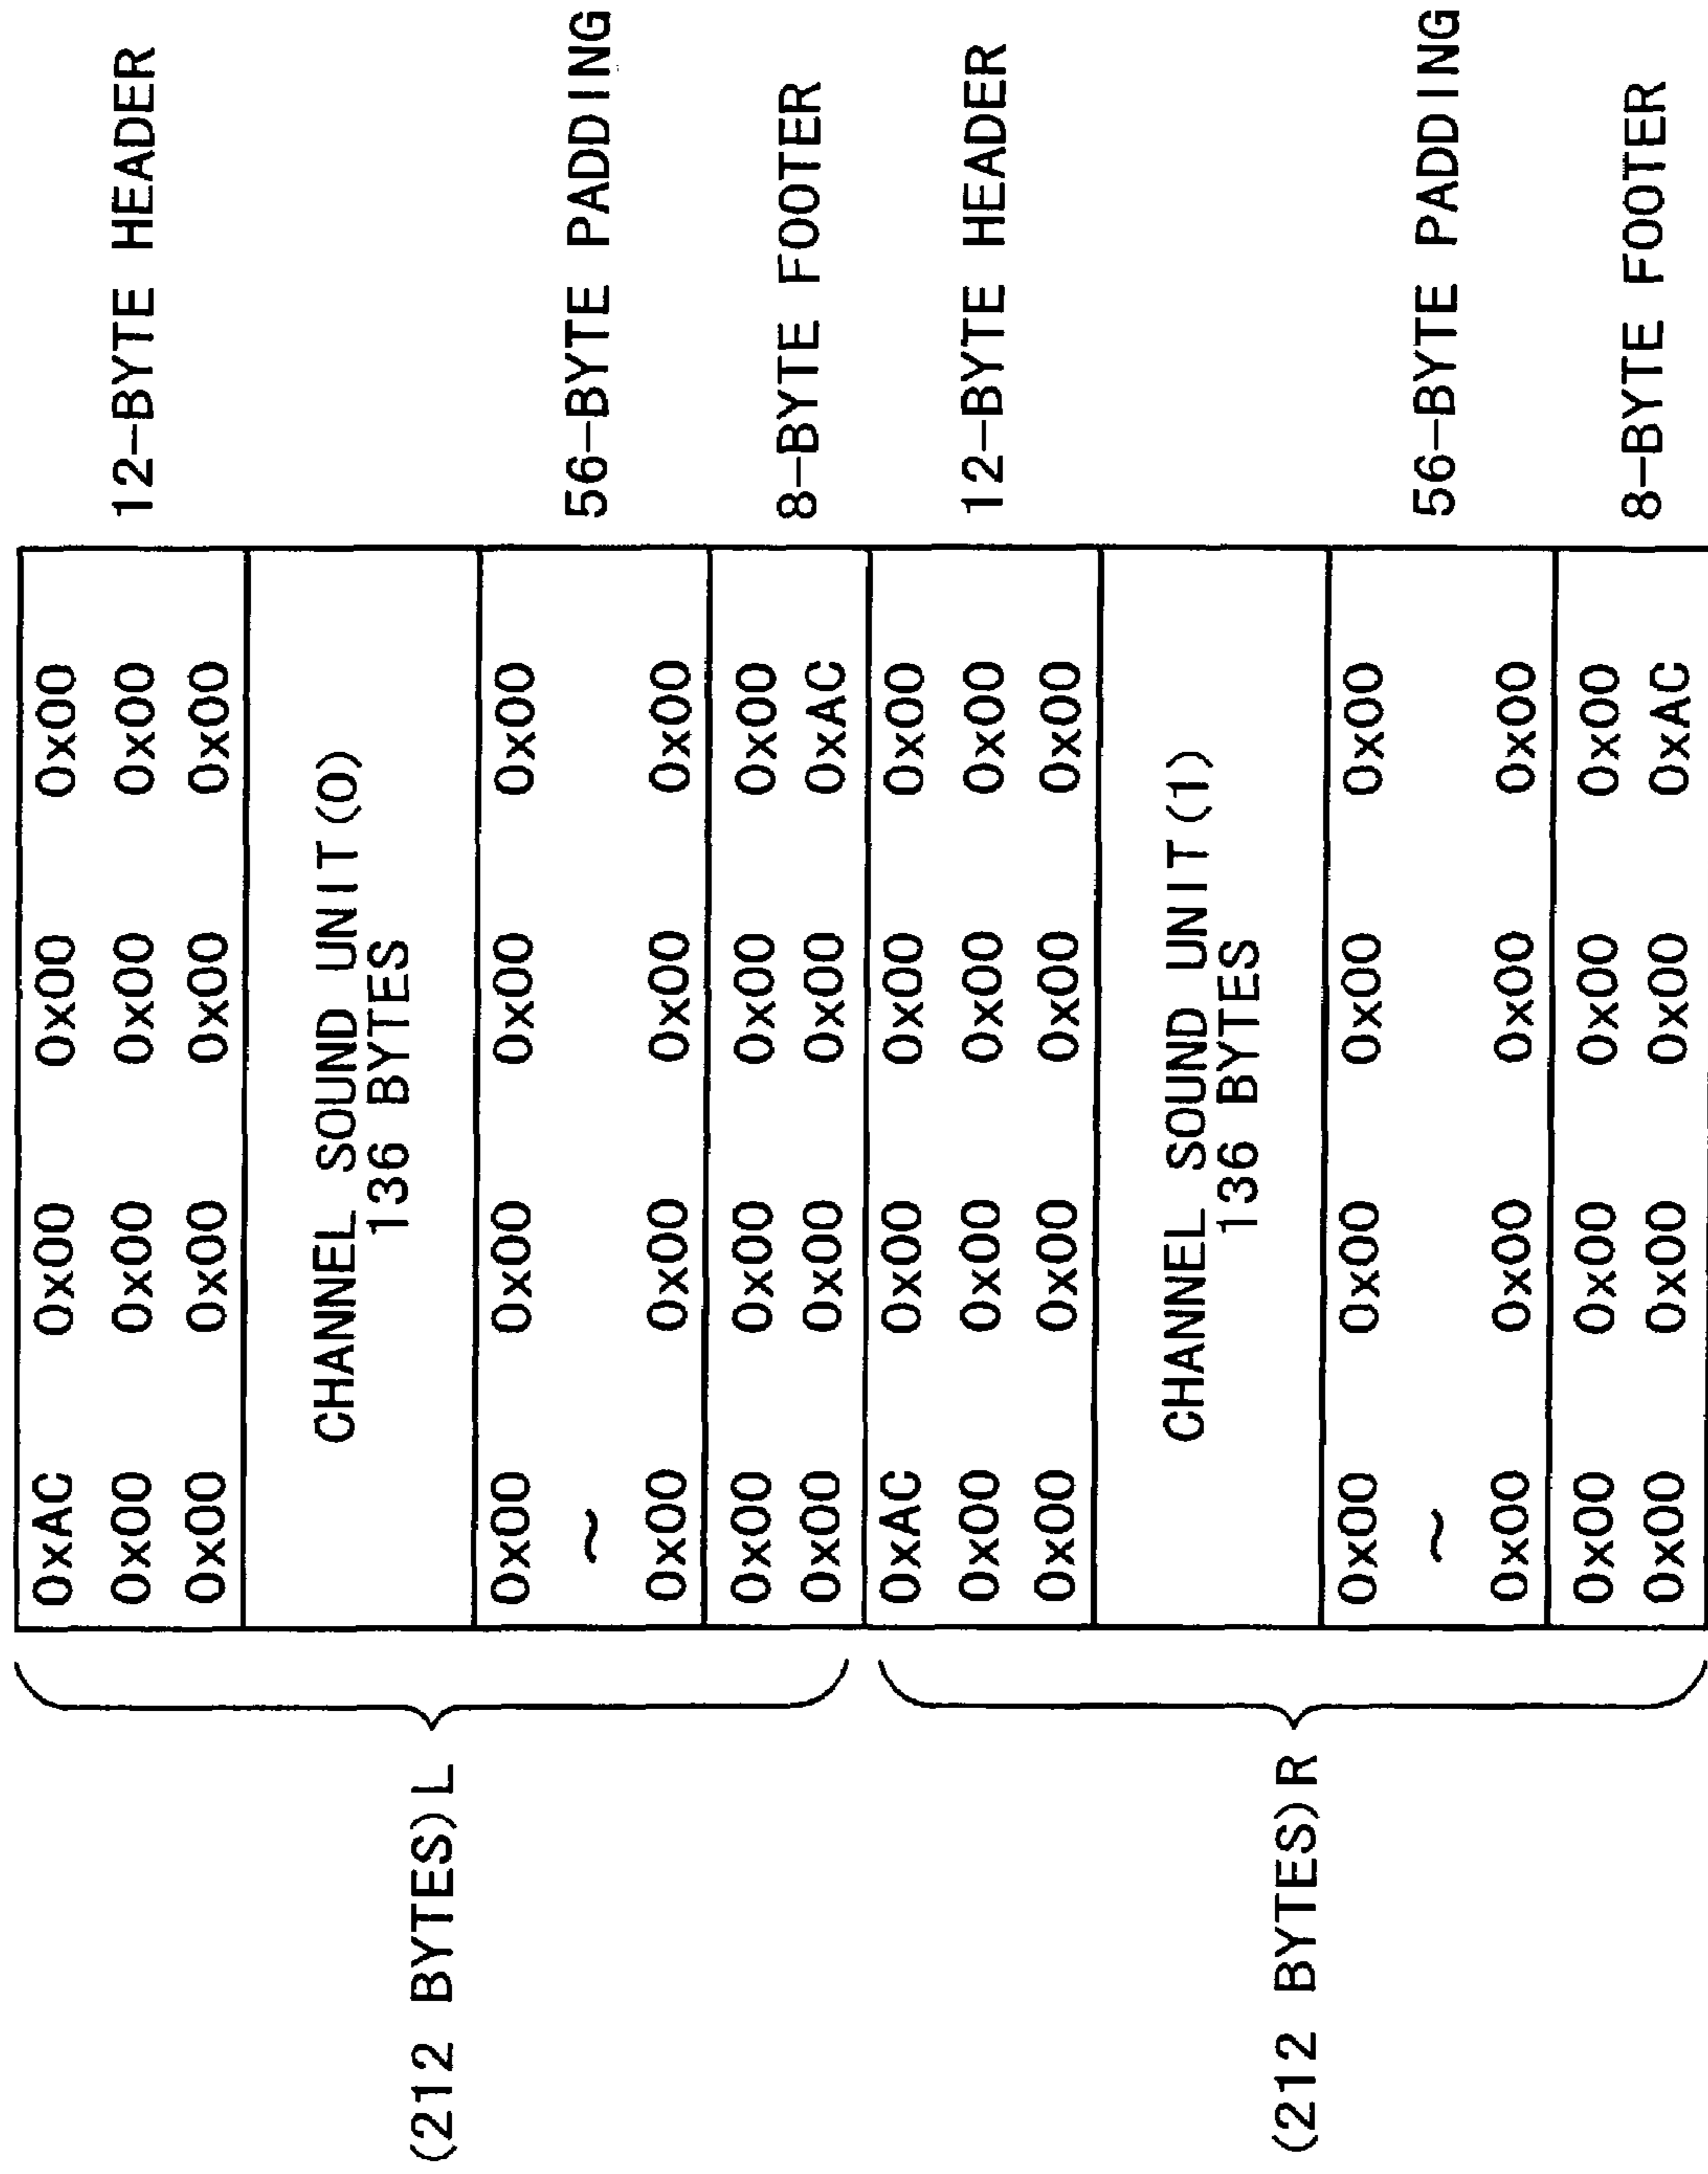 0xAC 0x00 0x00 0x00
0x00 0x00 0x00 0x00 12-BYTE HEADER
0x00 0x00 0x00 0x00
CHANNEL SOUND UNIT(0)
136 BYTES
(212 BYTES)L
0x00 0x00 0x00 0x00
~ 56-BYTE PADDING
0x00 0x00 0x00 0x00
0x00 0x00 0x00 0x00
0x00 0x00 0x00 0xAC 8-BYTE FOOTER
0xAC 0x00 0x00 0x00
0x00 0x00 0x00 0x00 12-BYTE HEADER
0x00 0x00 0x00 0x00
CHANNEL SOUND UNIT(1)
136 BYTES
(212 BYTES)R
0x00 0x00 0x00 0x00
~ 56-BYTE PADDING
0x00 0x00 0x00 0x00
0x00 0x00 0x00 0x00
0x00 0x00 0x00 0xAC 8-BYTE FOOTER